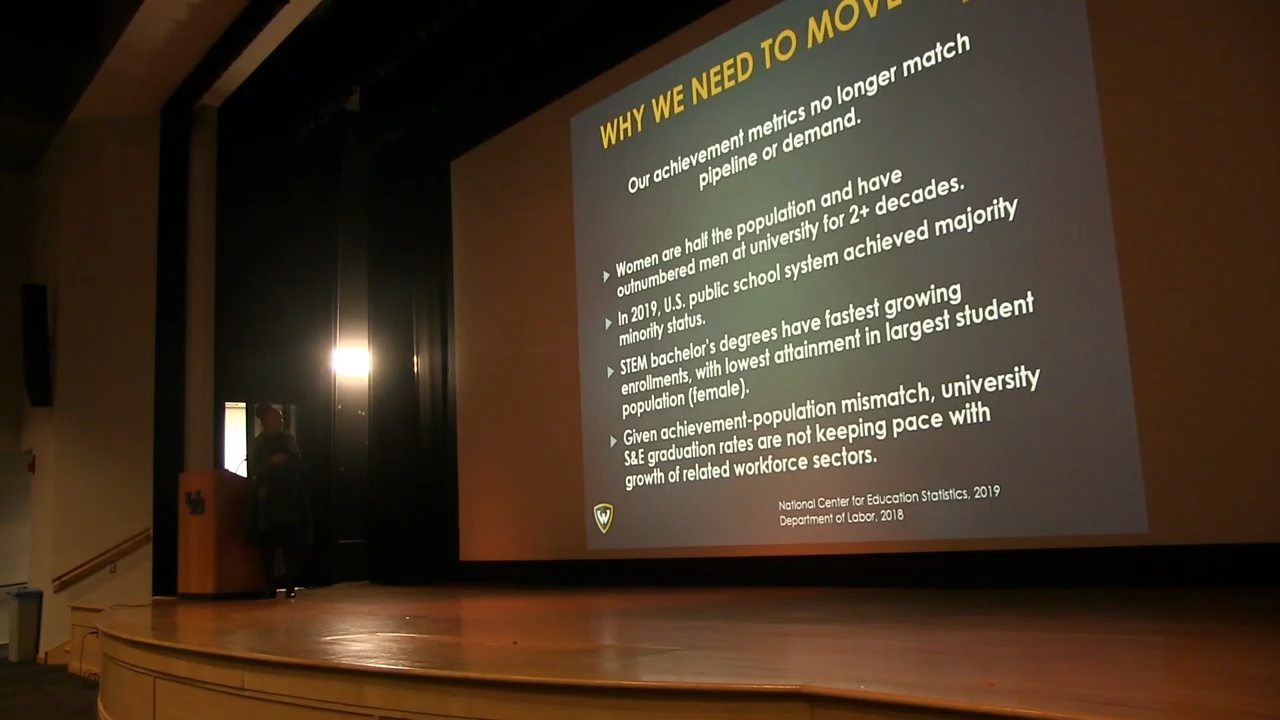 WHY WE NEED TO MOVE
Our achievement metrics no longer match
pipeline or demand.
Women are half the population and have
outnumbered men at university for 2+ decades.
In 2019, U.S. public school system achieved majority
minority status.
STEM bachelor's degrees have fastest growing
enrollments, with lowest attainment in largest student
population (female).
Given achievement-population mismatch, university
S&E graduation rates are not keeping pace with
growth of related workforce sectors.
National Center for Education Statistics, 2019
Department of Labor, 2018
W